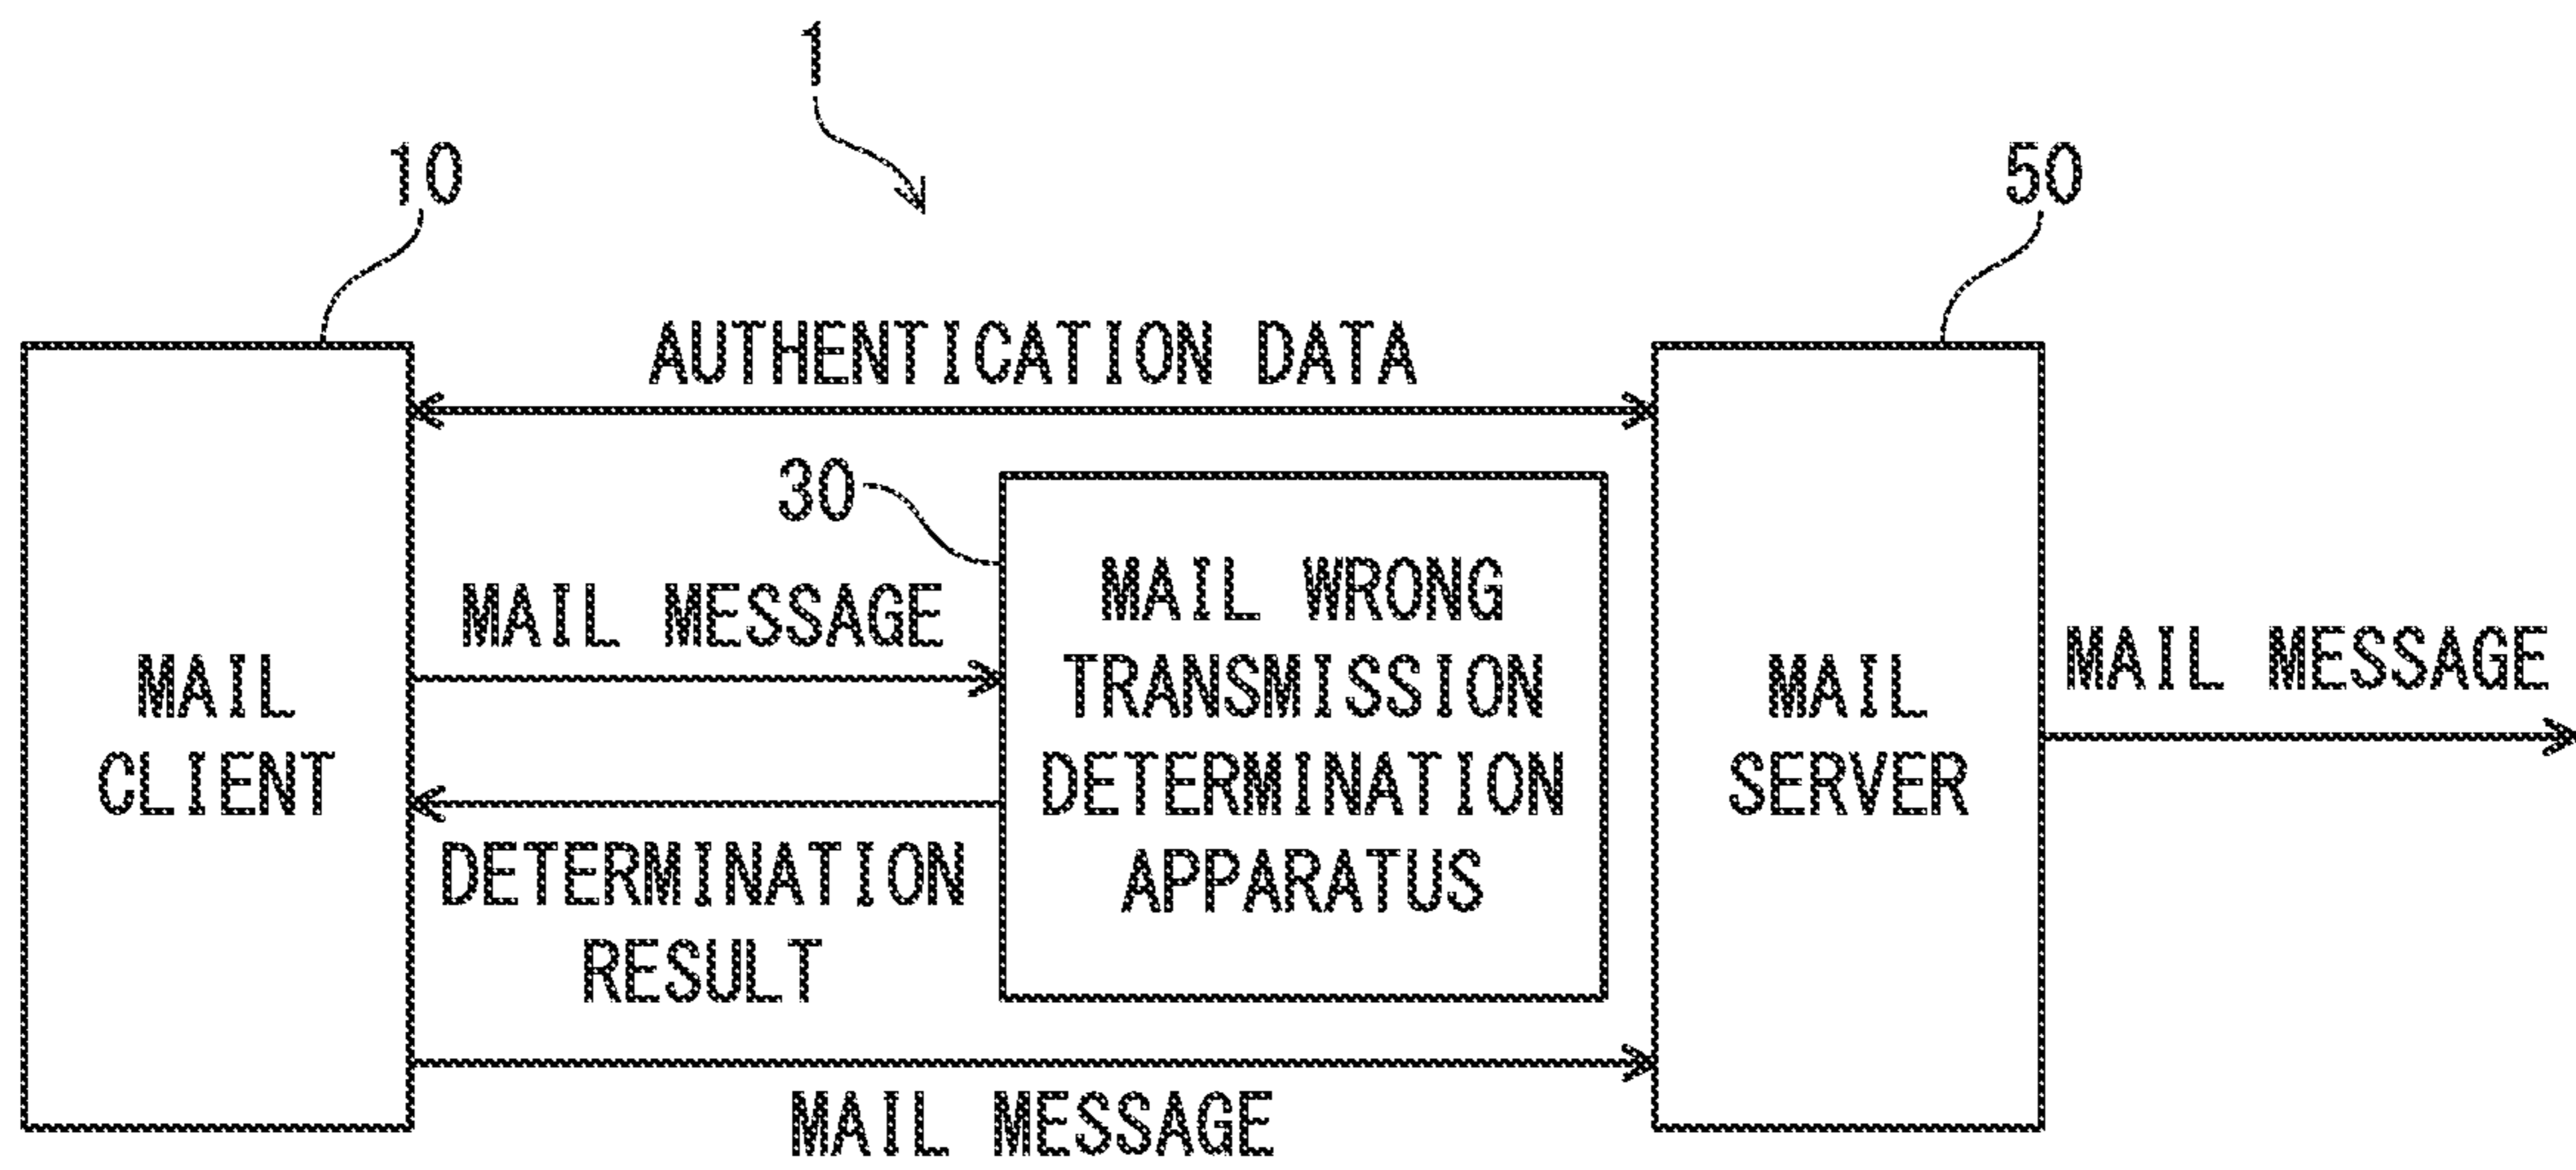 1
10
50
AUTHENTICATION DATA
30
MAIL MESSAGE
MAIL WRONG
TRANSMISSION
DETERMINATION
APPARATUS
MAIL
CLIENT
MAIL
SERVER
MAIL MESSAGE
DETERMINATION
RESULT
MAIL MESSAGE